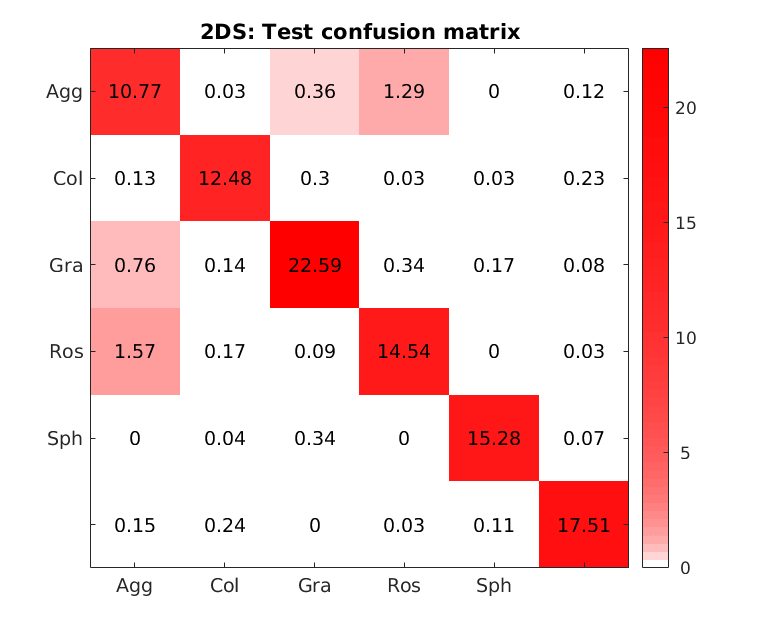 2DS: Test confusion matrix
Agg 10.77 0.03 0.36 1.29 0 0.12
Col 0.13 12.48 0.3 0.03 0.03 0.23
Gra 0.76 0.14 22.59 0.34 0.17 0.08
Ros 1.57 0.17 0.09 14.54 0 0.03
Sph 0 0.04 0.34 0 15.28 0.07
0.15 0.24 0 0.03 0.11 17.51
Agg Col Gra Ros Sph
20
15
10
5
0